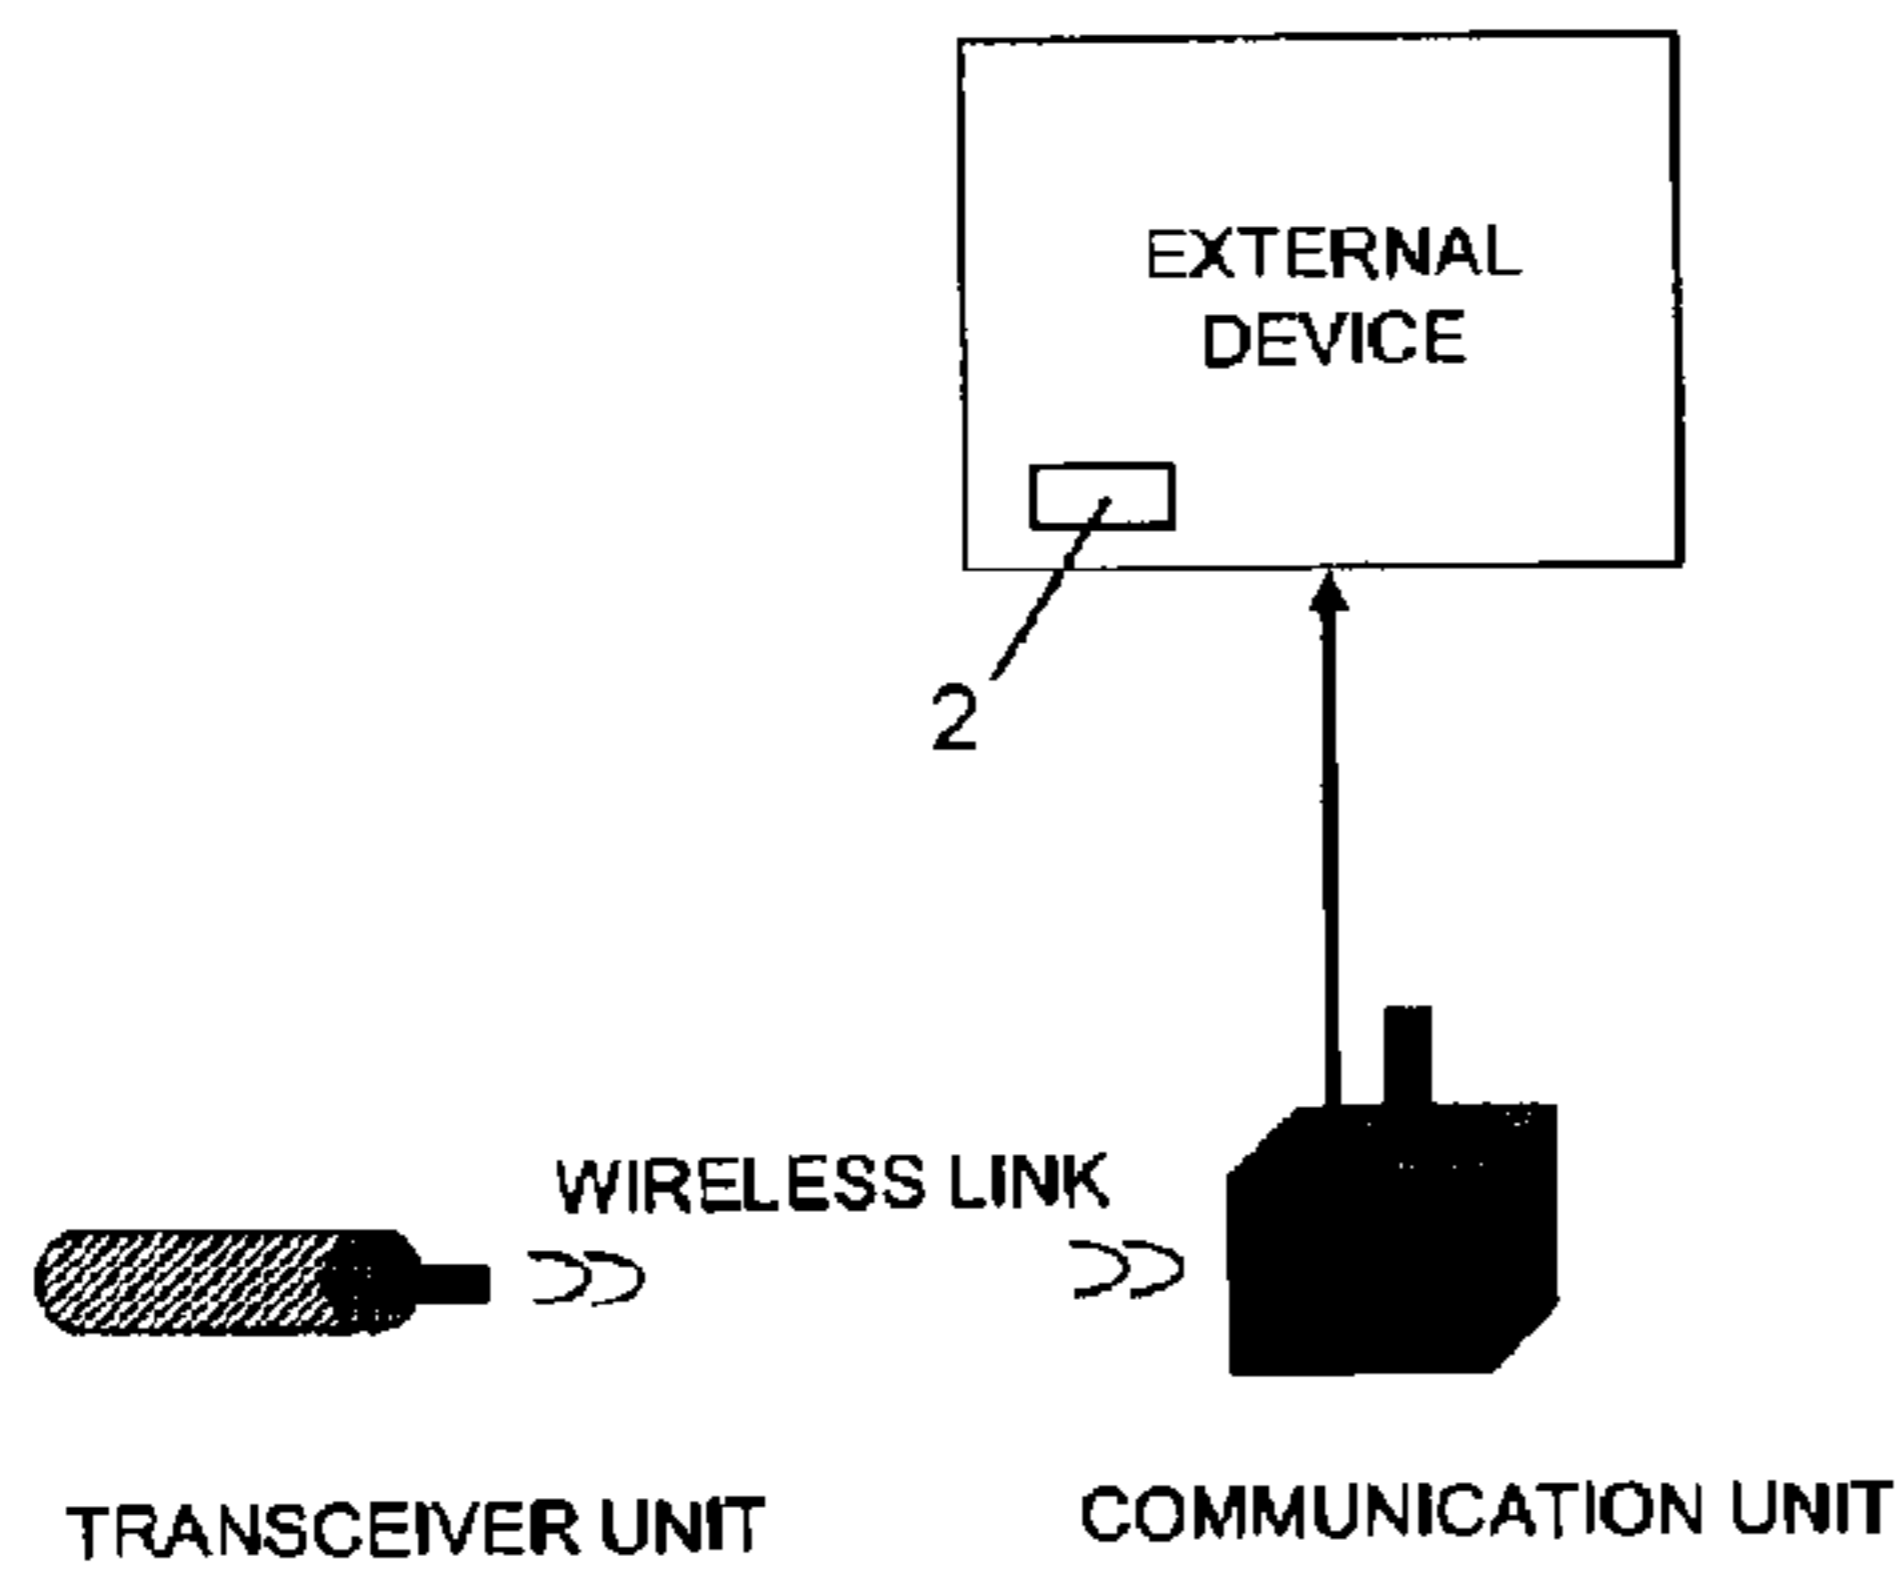 EXTERNAL
DEVICE
2
WIRELESS LINK
TRANSCEIVER UNIT
COMMUNICATION UNIT